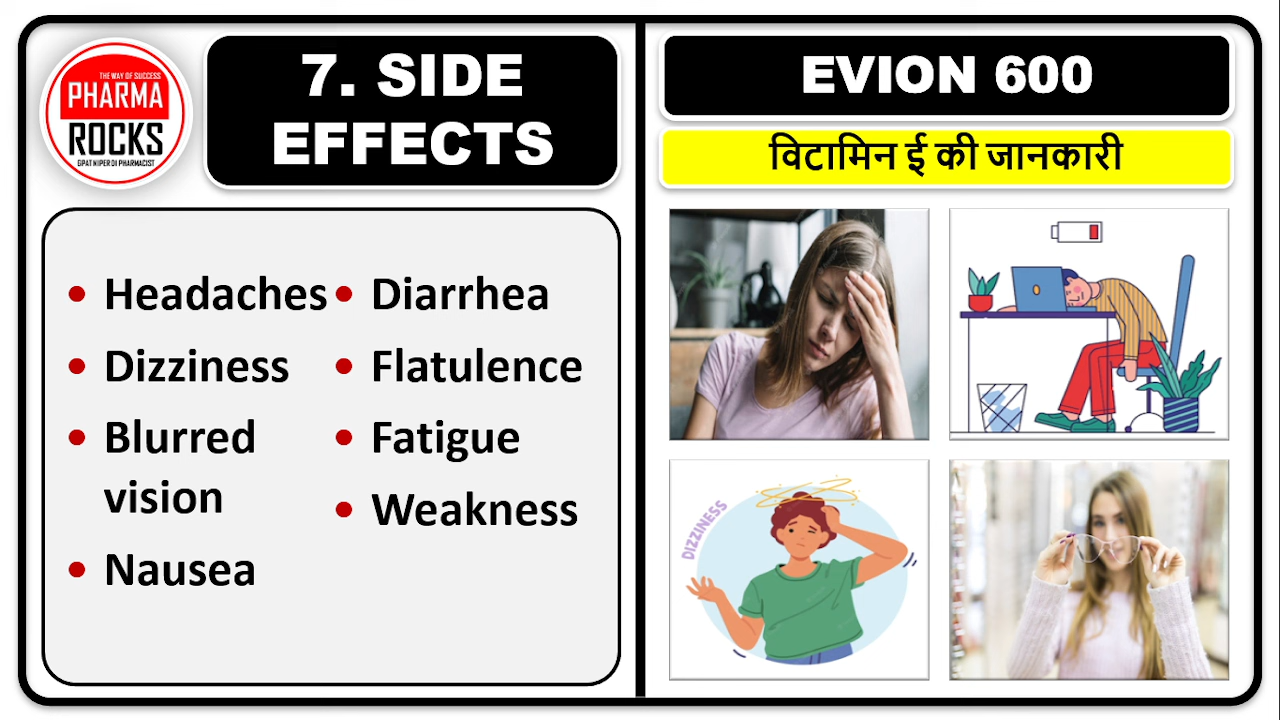 THE WAY OF SUCCESS
PHARMA
ROCKS
GPAT NIPER DI PHARMACIST
7. SIDE
EFFECTS
• Headaches
• Dizziness
• Blurred
vision
• Nausea
• Diarrhea
• Flatulence
• Fatigue
• Weakness
EVION 600
विटामिन ई की जानकारी
DIZZINESS